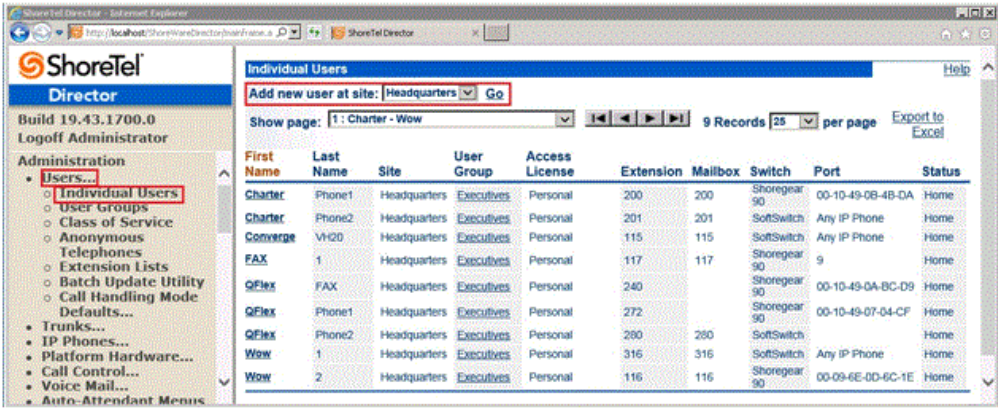 ShoreTel Director - Internet Explorer
http://localhost/ShoreWareDirector/mainframe.a
ShoreTel Director
ShoreTel
Director
Build 19.43.1700.0
Logoff Administrator
Administration
Users...
Individual Users
User Groups
Class of Service
Anonymous
Telephones
Extension Lists
Batch Update Utility
Call Handling Mode
Defaults...
Trunks...
IP Phones...
Platform Hardware...
Call Control...
Voice Mail...
Auto-Attendant Menus
Individual Users
Help
Add new user at site: Headquarters Go
Show page: 1 : Charter - Wow 9 Records 25 per page Export to
Excel
First Name Last Name Site User Group Access License Extension Mailbox Switch Port Status
Charter Phone1 Headquarters Executives Personal 200 200 Shoregear 90 00-10-49-0B-4B-DA Home
Charter Phone2 Headquarters Executives Personal 201 201 SoftSwitch Any IP Phone Home
Converge VH20 Headquarters Executives Personal 115 115 SoftSwitch Any IP Phone Home
FAX 1 Headquarters Executives Personal 117 117 Shoregear 90 9 Home
QFlex FAX Headquarters Executives Personal 240 Shoregear 90 00-10-49-0A-BC-D9 Home
QFlex Phone1 Headquarters Executives Personal 272 Shoregear 90 00-10-49-07-04-CF Home
QFlex Phone2 Headquarters Executives Personal 280 280 SoftSwitch Home
Wow 1 Headquarters Executives Personal 316 316 SoftSwitch Any IP Phone Home
Wow 2 Headquarters Executives Personal 116 116 Shoregear 90 00-09-6E-0D-6C-1E Home